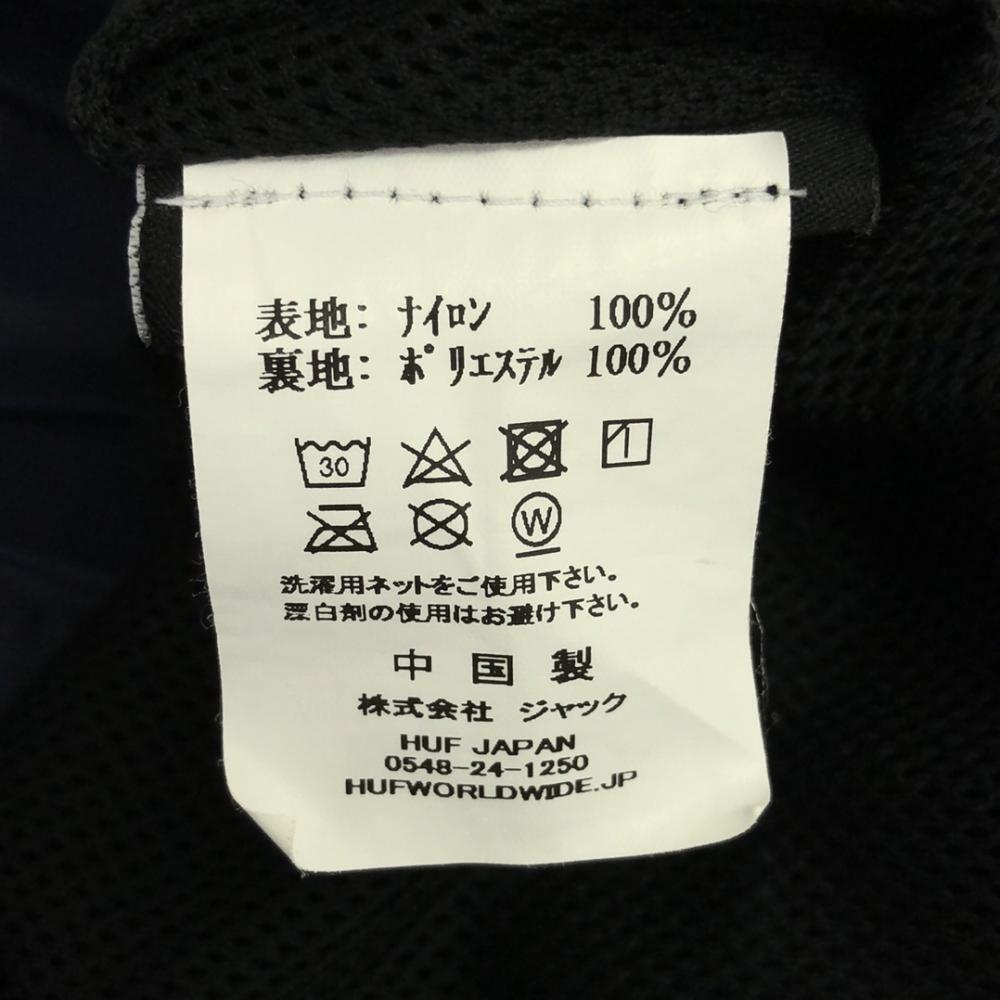 表地: ﾅｲﾛﾝ 100%
裏地: ﾎﾟﾘｴｽﾃﾙ 100%
30
W
洗濯用ネットをご使用下さい。
漂白剤の使用はお避け下さい。
中国製
株式会社 ジャック
HUF JAPAN
0548-24-1250
HUFWORLDWIDE.JP